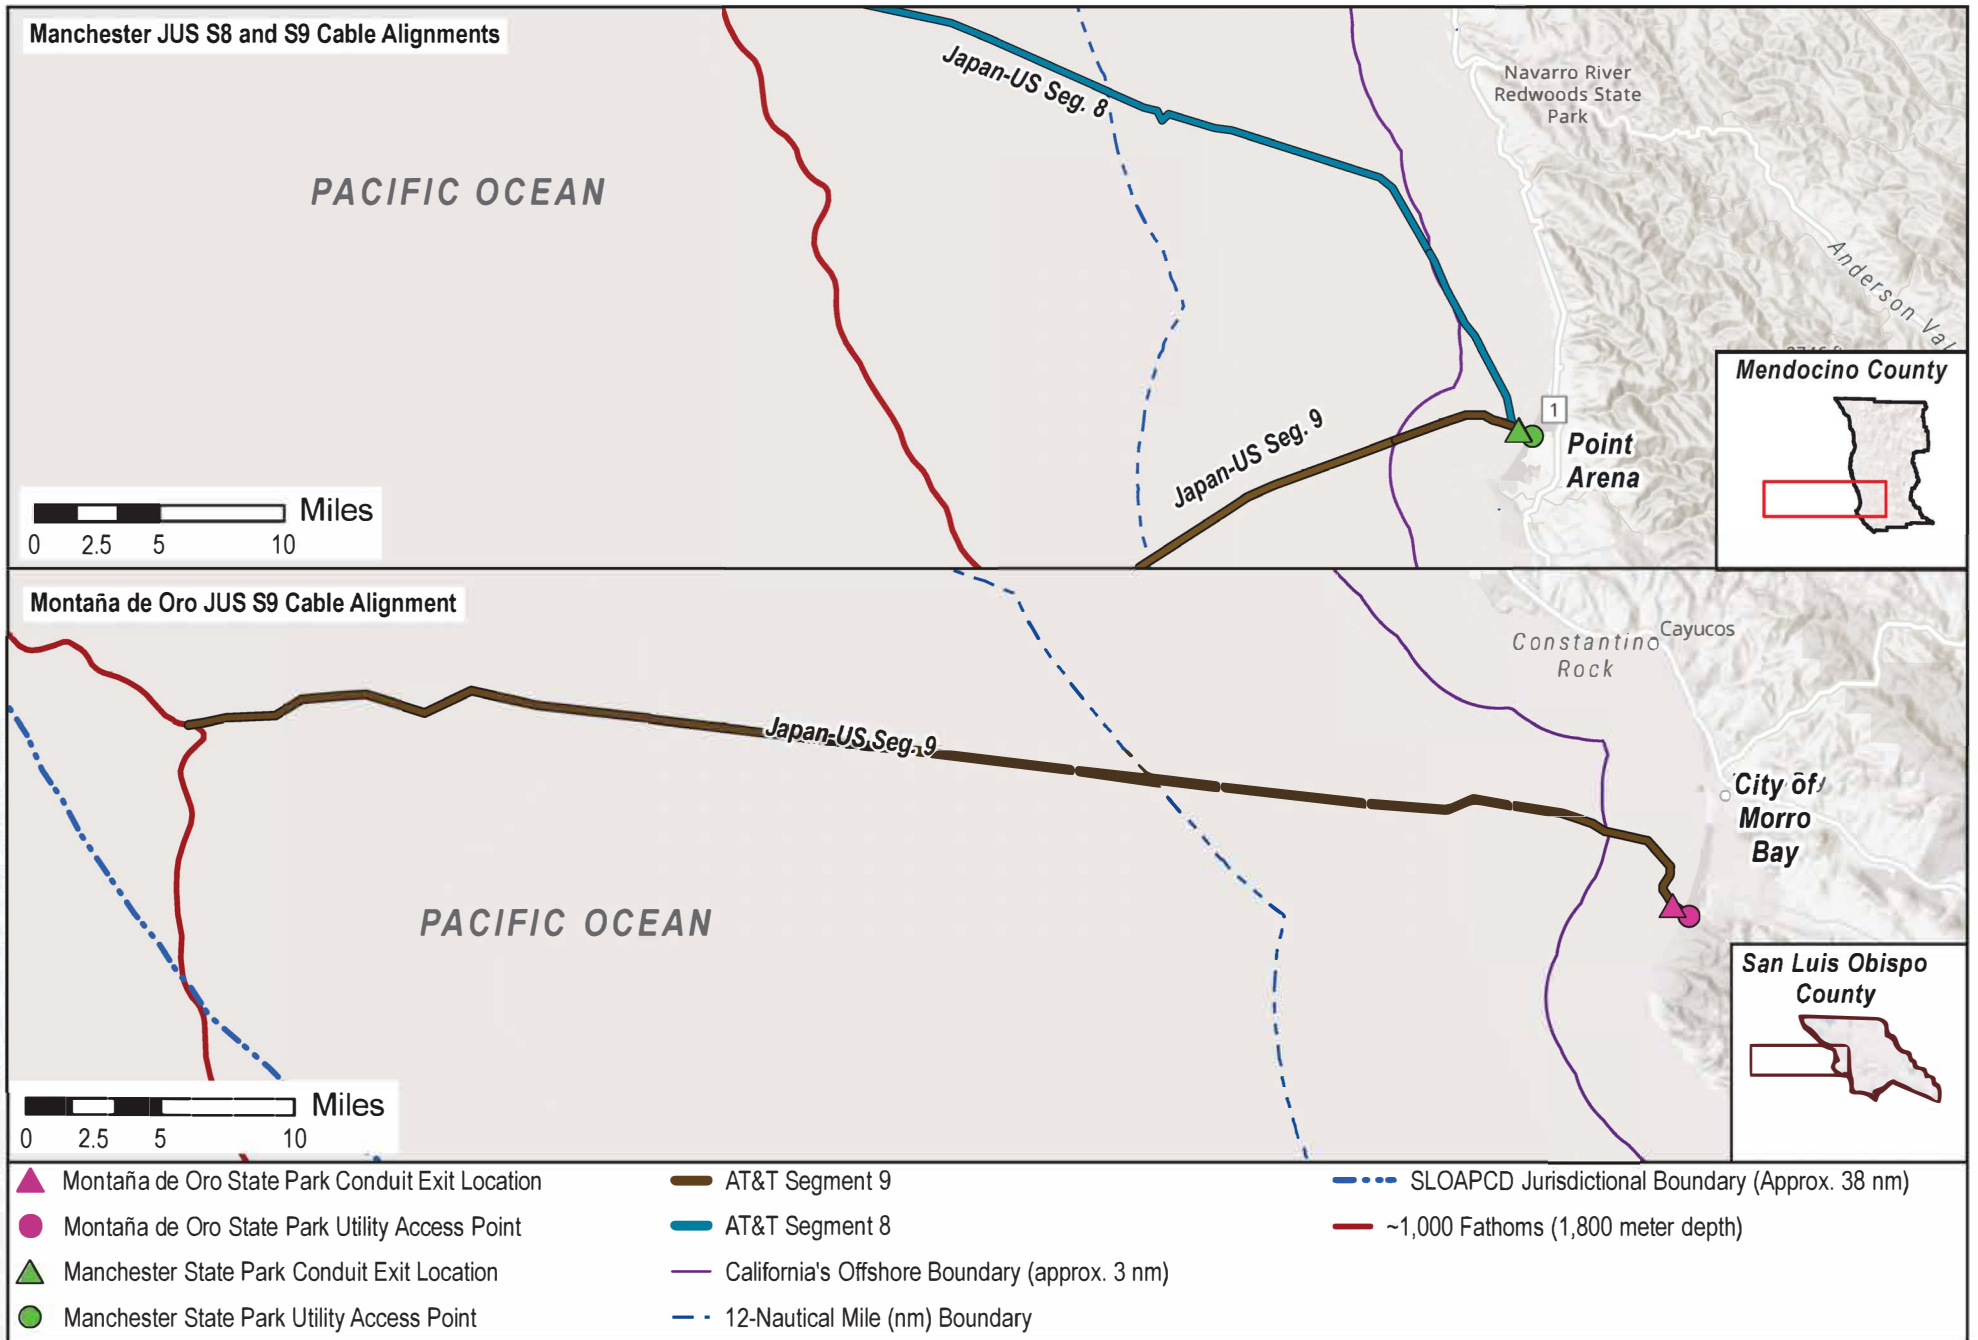 Manchester JUS S8 and S9 Cable Alignments
Japan-US Seg. 8
Navarro River
Redwoods State
Park
PACIFIC OCEAN
Anderson Val
Mendocino County
1
Point
Arena
Japan-US Seg. 9
Miles
0 2.5 5 10
Montaña de Oro JUS S9 Cable Alignment
Constantino
Rock
Cayucos
Japan-US Seg. 9
City of
Morro
Bay
PACIFIC OCEAN
San Luis Obispo
County
Miles
0 2.5 5 10
Montaña de Oro State Park Conduit Exit Location
Montaña de Oro State Park Utility Access Point
Manchester State Park Conduit Exit Location
Manchester State Park Utility Access Point
AT&T Segment 9
AT&T Segment 8
California's Offshore Boundary (approx. 3 nm)
12-Nautical Mile (nm) Boundary
SLOAPCD Jurisdictional Boundary (Approx. 38 nm)
~1,000 Fathoms (1,800 meter depth)